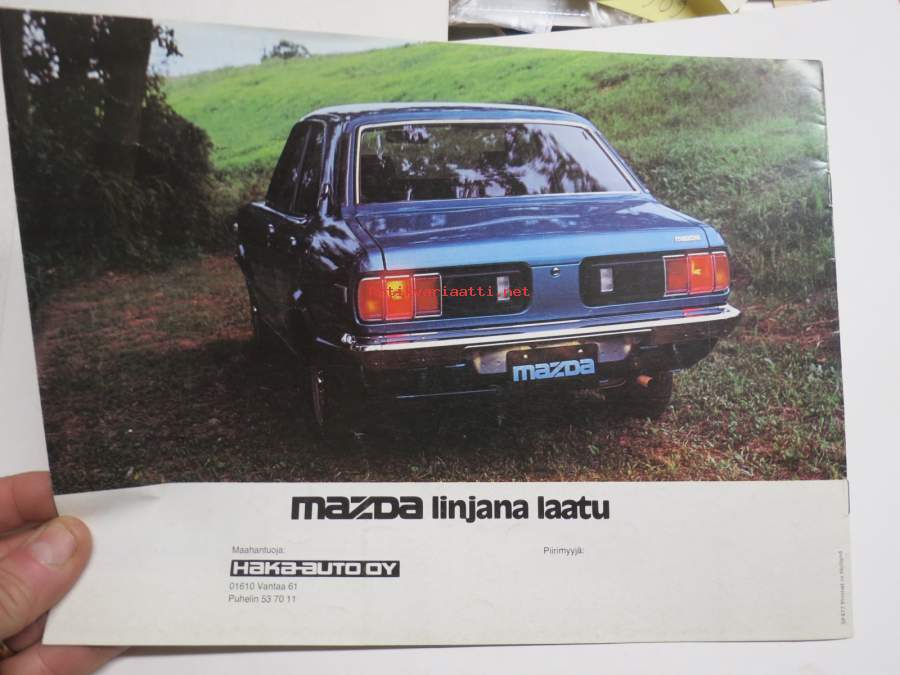 mazda
antikvariaatti.net
mazda
mazda linjana laatu
Maahantuoja:
HAKA-AUTO OY
01610 Vantaa 61
Puhelin 53 70 11
Piirimyyjä: